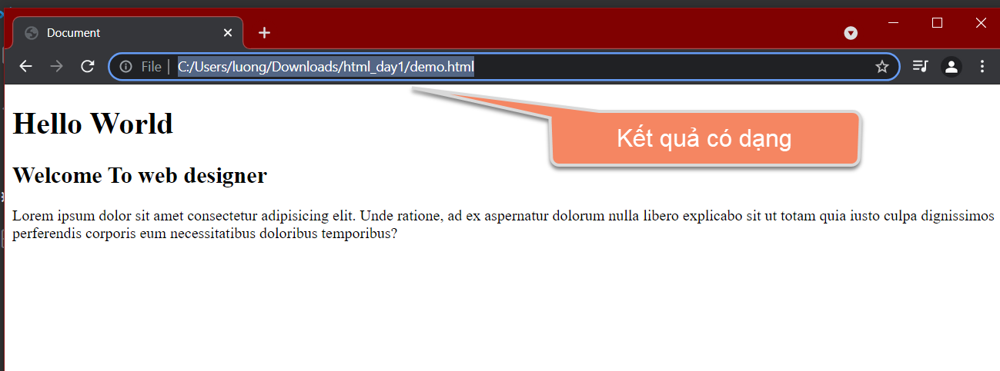 Document
File
C:/Users/luong/Downloads/html_day1/demo.html
Hello World
Kết quả có dạng
Welcome To web designer
Lorem ipsum dolor sit amet consectetur adipisicing elit. Unde ratione, ad ex aspernatur dolorum nulla libero explicabo sit ut totam quia iusto culpa dignissimos
perferendis corporis eum necessitatibus doloribus temporibus?